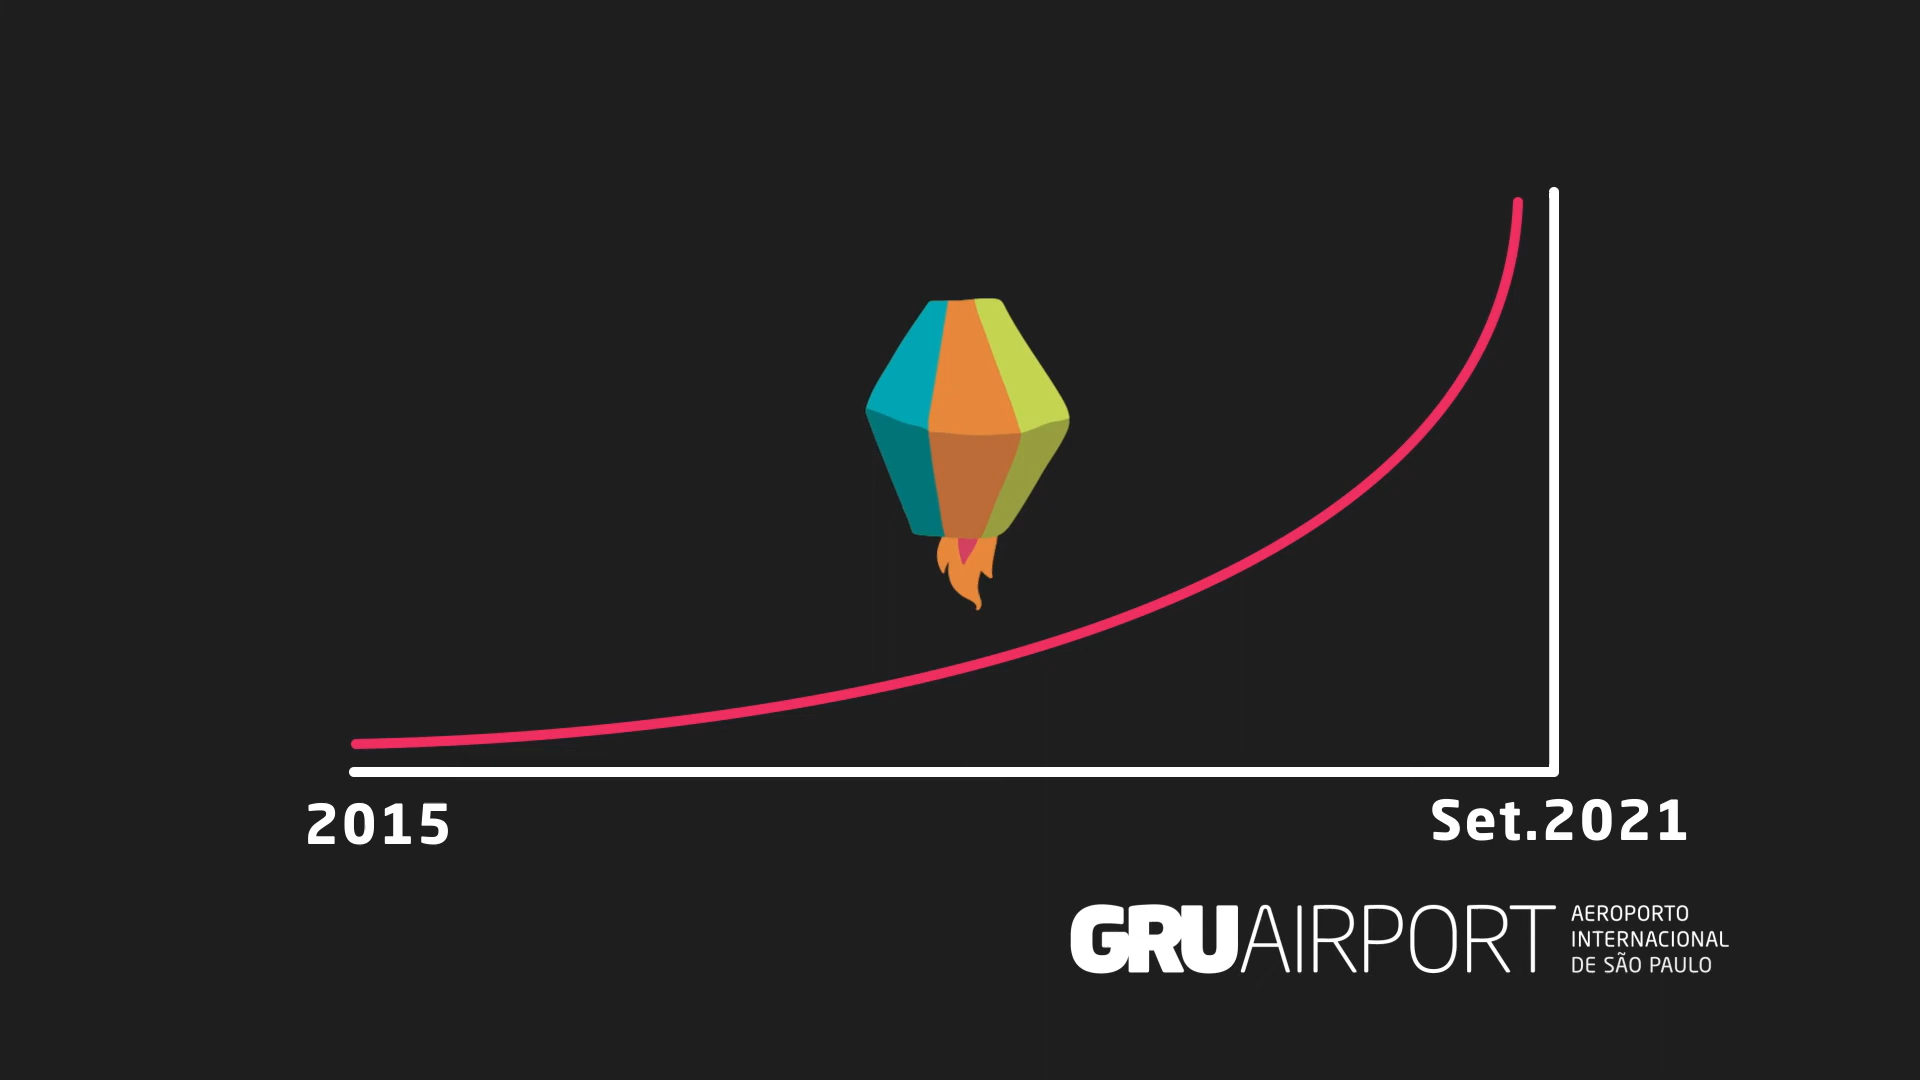 2015
Set.2021
GRUAIRPORT
AEROPORTO
INTERNACIONAL
DE SÃO PAULO